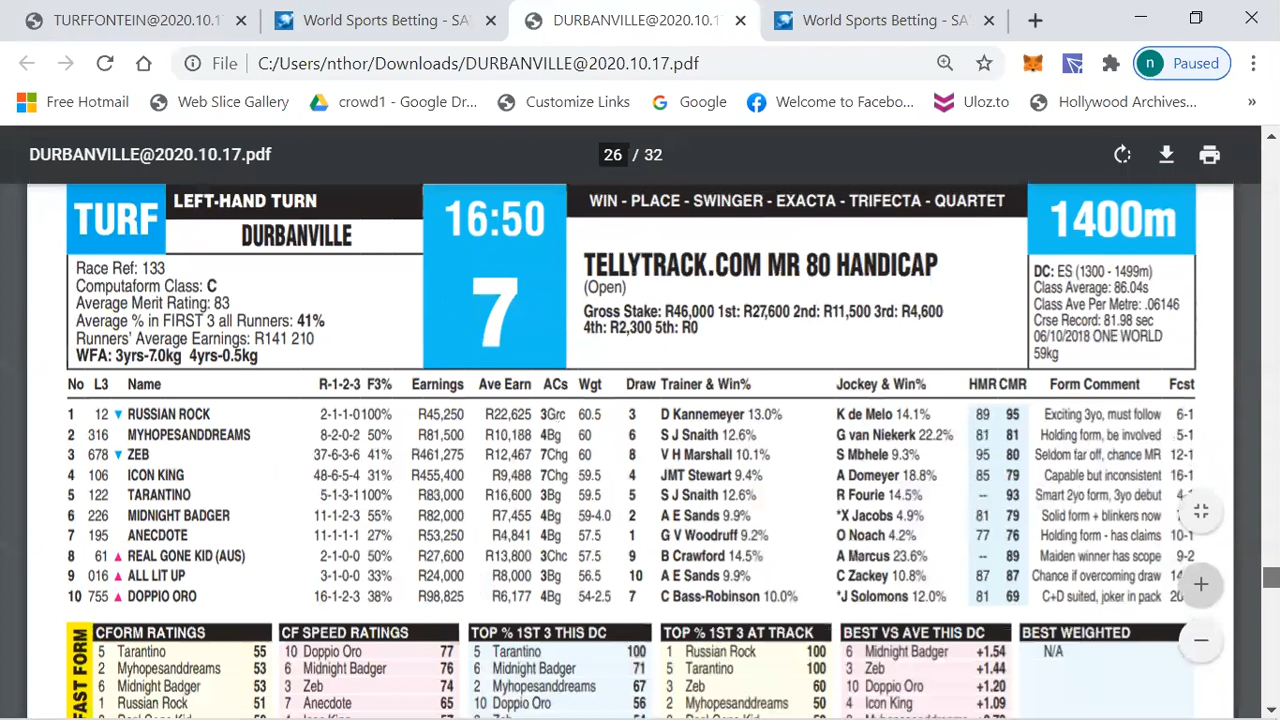 TURFFONTEIN@2020.10.1
World Sports Betting - SA
DURBANVILLE@2020.10.1
World Sports Betting - SA
File | C:/Users/nthor/Downloads/DURBANVILLE@2020.10.17.pdf
n Paused
Free Hotmail Web Slice Gallery crowd1 - Google Dr... Customize Links Google Welcome to Faceb... Uloz.to Hollywood Archives... »
DURBANVILLE@2020.10.17.pdf 26 / 32
TURF LEFT-HAND TURN
DURBANVILLE
Race Ref: 133
Computaform Class: C
Average Merit Rating: 83
Average % in FIRST 3 all Runners: 41%
Runners' Average Earnings: R141 210
WFA: 3yrs-7.0kg 4yrs-0.5kg
16:50
7
WIN - PLACE - SWINGER - EXACTA - TRIFECTA - QUARTET
TELLYTRACK.COM MR 80 HANDICAP
(Open)
Gross Stake: R46,000 1st: R27,600 2nd: R11,500 3rd: R4,600
4th: R2,300 5th: R0
1400m
DC: ES (1300 - 1499m)
Class Average: 86.04s
Class Ave Per Metre: .06146
Crse Record: 81.98 sec
06/10/2018 ONE WORLD
59kg
No L3 Name R-1-2-3 F3% Earnings Ave Earn ACs Wgt Draw Trainer & Win% Jockey & Win% HMR CMR Form Comment Fcst
1 12 ▼ RUSSIAN ROCK 2-1-1-0 100% R45,250 R22,625 3Grc 60.5 3 D Kannemeyer 13.0% K de Melo 14.1% 89 95 Exciting 3yo, must follow 6-1
2 316 MYHOPESANDDREAMS 8-2-0-2 50% R81,500 R10,188 4Bg 60 6 S J Snaith 12.6% G van Niekerk 22.2% 81 81 Holding form, be involved 5-1
3 678 ▼ ZEB 37-6-3-6 41% R461,275 R12,467 7Chg 60 8 V H Marshall 10.1% S Mbhele 9.3% 95 80 Seldom far off, chance MR 12-1
4 106 ICON KING 48-6-5-4 31% R455,400 R9,488 7Chg 59.5 4 JMT Stewart 9.4% A Domeyer 18.8% 85 79 Capable but inconsistent 16-1
5 122 TARANTINO 5-1-3-1 100% R83,000 R16,600 3Bg 59.5 5 S J Snaith 12.6% R Fourie 14.5% -- 93 Smart 2yo form, 3yo debut
6 226 MIDNIGHT BADGER 11-1-2-3 55% R82,000 R7,455 4Bg 59-4.0 2 A E Sands 9.9% *X Jacobs 4.9% 81 79 Solid form + blinkers now
7 195 ANECDOTE 11-1-1-1 27% R53,250 R4,841 4Bg 57.5 1 G V Woodruff 9.2% O Noach 4.2% 77 76 Holding form - has claims 10-1
8 61 ▲ REAL GONE KID (AUS) 2-1-0-0 50% R27,600 R13,800 3Chc 57.5 9 B Crawford 14.5% A Marcus 23.6% -- 89 Maiden winner has scope 9-2
9 016 ▲ ALL LIT UP 3-1-0-0 33% R24,000 R8,000 3Bg 56.5 10 A E Sands 9.9% C Zackey 10.8% 87 87 Chance if overcoming draw
10 755 ▲ DOPPIO ORO 16-1-2-3 38% R98,825 R6,177 4Bg 54-2.5 7 C Bass-Robinson 10.0% *J Solomons 12.0% 81 69 C+D suited, joker in pack
FAST FORM
CFORM RATINGS
5 Tarantino 55
2 Myhopesanddreams 53
6 Midnight Badger 53
1 Russian Rock 51
CF SPEED RATINGS
10 Doppio Oro 77
6 Midnight Badger 76
3 Zeb 74
7 Anecdote 65
TOP % 1ST 3 THIS DC
5 Tarantino 100
6 Midnight Badger 71
2 Myhopesanddreams 67
10 Doppio Oro 56
TOP % 1ST 3 AT TRACK
1 Russian Rock 100
5 Tarantino 100
3 Zeb 60
2 Myhopesanddreams 50
BEST VS AVE THIS DC
6 Midnight Badger +1.54
3 Zeb +1.44
10 Doppio Oro +1.20
4 Icon King +1.09
BEST WEIGHTED
N/A